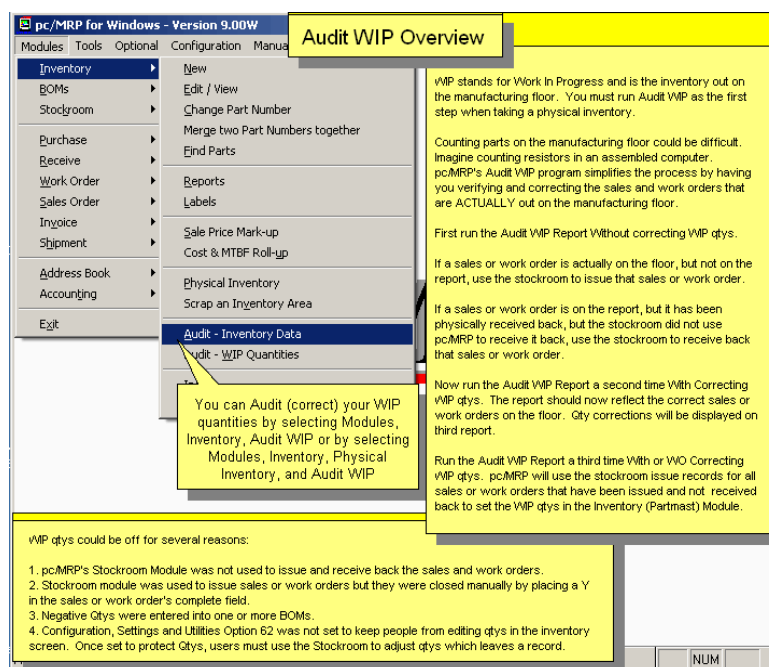 pc/MRP for Windows - Version 9.00W
Audit WIP Overview
Modules Tools Optional Configuration Manua
Inventory
BOMs
Stockroom
Purchase
Receive
Work Order
Sales Order
Invoice
Shipment
Address Book
Accounting
Exit
New
Edit / View
Change Part Number
Merge two Part Numbers together
Find Parts
Reports
Labels
Sale Price Mark-up
Cost & MTBF Roll-up
Physical Inventory
Scrap an Inventory Area
Audit - Inventory Data
Audit - WIP Quantities
You can Audit (correct) your WIP
quantities by selecting Modules,
Inventory, Audit WIP or by selecting
Modules, Inventory, Physical
Inventory, and Audit WIP
WIP stands for Work In Progress and is the inventory out on
the manufacturing floor. You must run Audit WIP as the first
step when taking a physical inventory.
Counting parts on the manufacturing floor could be difficult.
Imagine counting resistors in an assembled computer.
pc/MRP's Audit WIP program simplifies the process by having
you verifying and correcting the sales and work orders that
are ACTUALLY out on the manufacturing floor.
First run the Audit WIP Report Without correcting WIP qtys.
If a sales or work order is actually on the floor, but not on the
report, use the stockroom to issue that sales or work order.
If a sales or work order is on the report, but it has been
physically received back, but the stockroom did not use
pc/MRP to receive it back, use the stockroom to receive back
that sales or work order.
Now run the Audit WIP Report a second time With Correcting
WIP qtys. The report should now reflect the correct sales or
work orders on the floor. Qty corrections will be displayed on
third report.
Run the Audit WIP Report a third time With or WO Correcting
WIP qtys. pc/MRP will use the stockroom issue records for all
sales or work orders that have been issued and not received
back to set the WIP qtys in the Inventory (Partmast) Module.
WIP qtys could be off for several reasons:
1. pc/MRP's Stockroom Module was not used to issue and receive back the sales and work orders.
2. Stockroom module was used to issue sales or work orders but they were closed manually by placing a Y
in the sales or work order's complete field.
3. Negative Qtys were entered into one or more BOMs.
4. Configuration, Settings and Utilities Option 62 was not set to keep people from editing qtys in the inventory
screen. Once set to protect Qtys, users must use the Stockroom to adjust qtys which leaves a record.
NUM